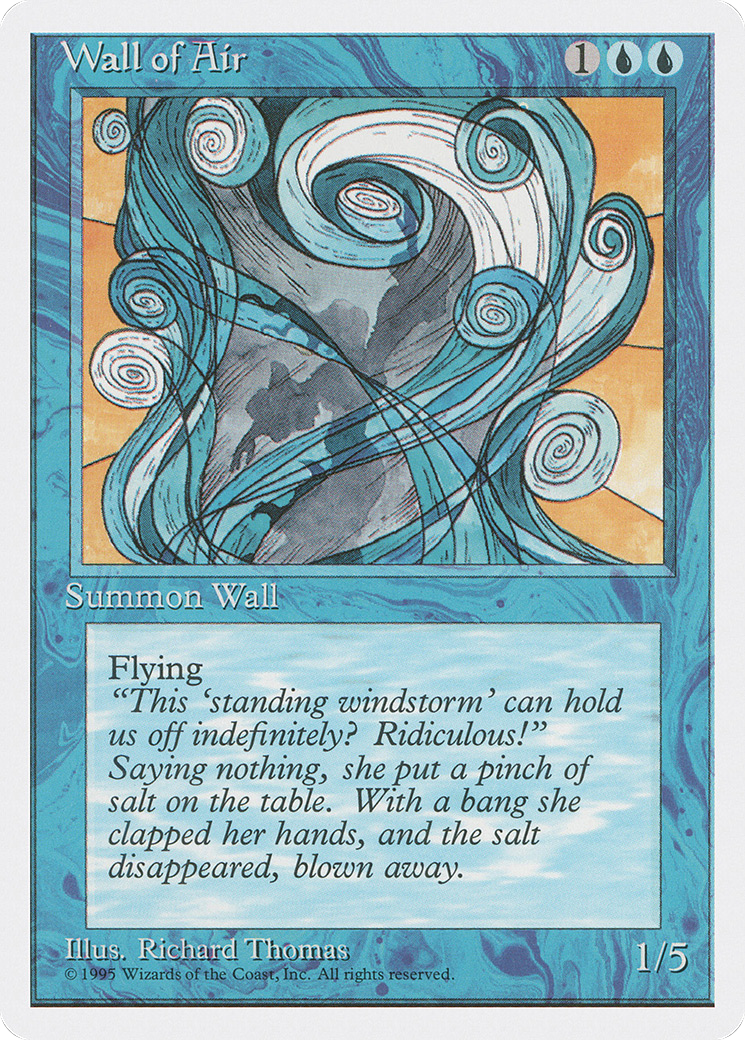 Wall of Air
1
Summon Wall
Flying
“This ‘standing windstorm’ can hold
us off indefinitely? Ridiculous!”
Saying nothing, she put a pinch of
salt on the table. With a bang she
clapped her hands, and the salt
disappeared, blown away.
Illus. Richard Thomas
1/5
© 1995 Wizards of the Coast, Inc. All rights reserved.